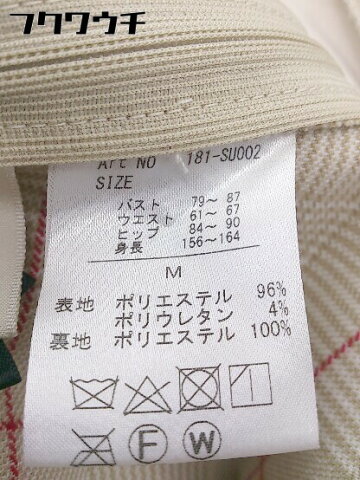 フクウウチ
Art NO 181-SU002
SIZE
バスト 79～ 87
ウエスト 61～ 67
ヒップ 84～ 90
身長 156～164
M
表地 ポリエステル 96%
ポリウレタン 4%
裏地 ポリエステル 100%
F W